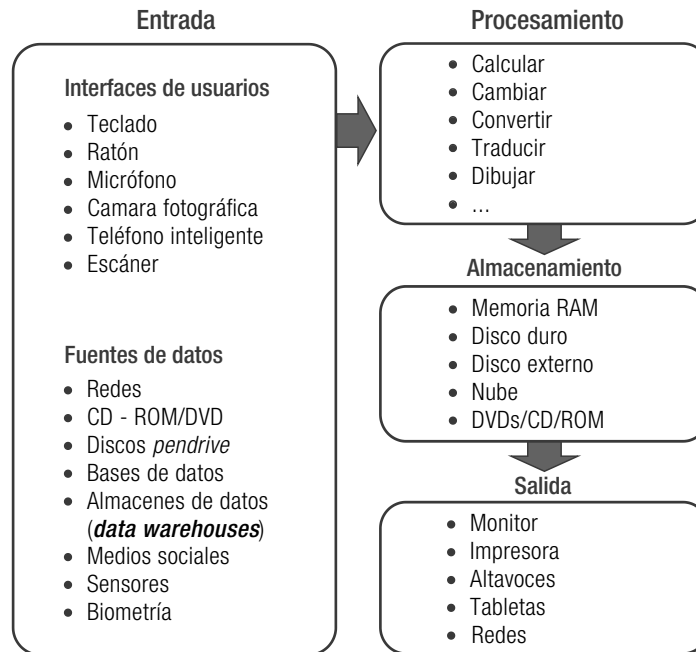 Entrada
Interfaces de usuarios
• Teclado
• Ratón
• Micrófono
• Camara fotográfica
• Teléfono inteligente
• Escáner
Fuentes de datos
• Redes
• CD - ROM/DVD
• Discos pendrive
• Bases de datos
• Almacenes de datos
(data warehouses)
• Medios sociales
• Sensores
• Biometría
Procesamiento
• Calcular
• Cambiar
• Convertir
• Traducir
• Dibujar
• ...
Almacenamiento
• Memoria RAM
• Disco duro
• Disco externo
• Nube
• DVDs/CD/ROM
Salida
• Monitor
• Impresora
• Altavoces
• Tabletas
• Redes